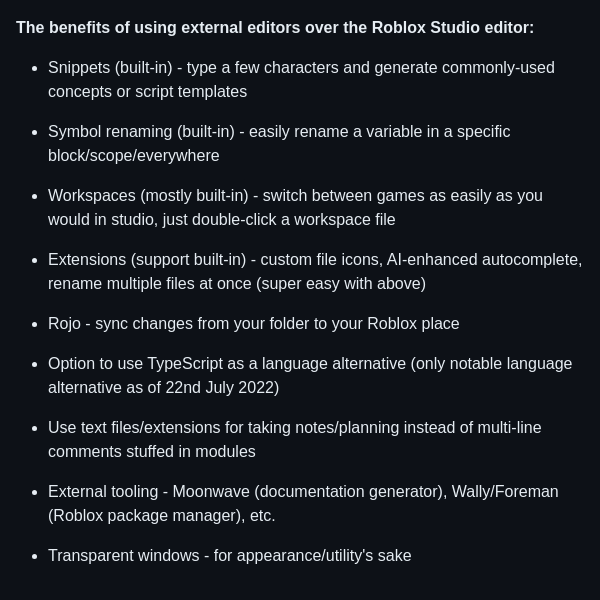 The benefits of using external editors over the Roblox Studio editor:
• Snippets (built-in) - type a few characters and generate commonly-used
concepts or script templates
• Symbol renaming (built-in) - easily rename a variable in a specific
block/scope/everywhere
• Workspaces (mostly built-in) - switch between games as easily as you
would in studio, just double-click a workspace file
• Extensions (support built-in) - custom file icons, AI-enhanced autocomplete,
rename multiple files at once (super easy with above)
• Rojo - sync changes from your folder to your Roblox place
• Option to use TypeScript as a language alternative (only notable language
alternative as of 22nd July 2022)
• Use text files/extensions for taking notes/planning instead of multi-line
comments stuffed in modules
• External tooling - Moonwave (documentation generator), Wally/Foreman
(Roblox package manager), etc.
• Transparent windows - for appearance/utility's sake